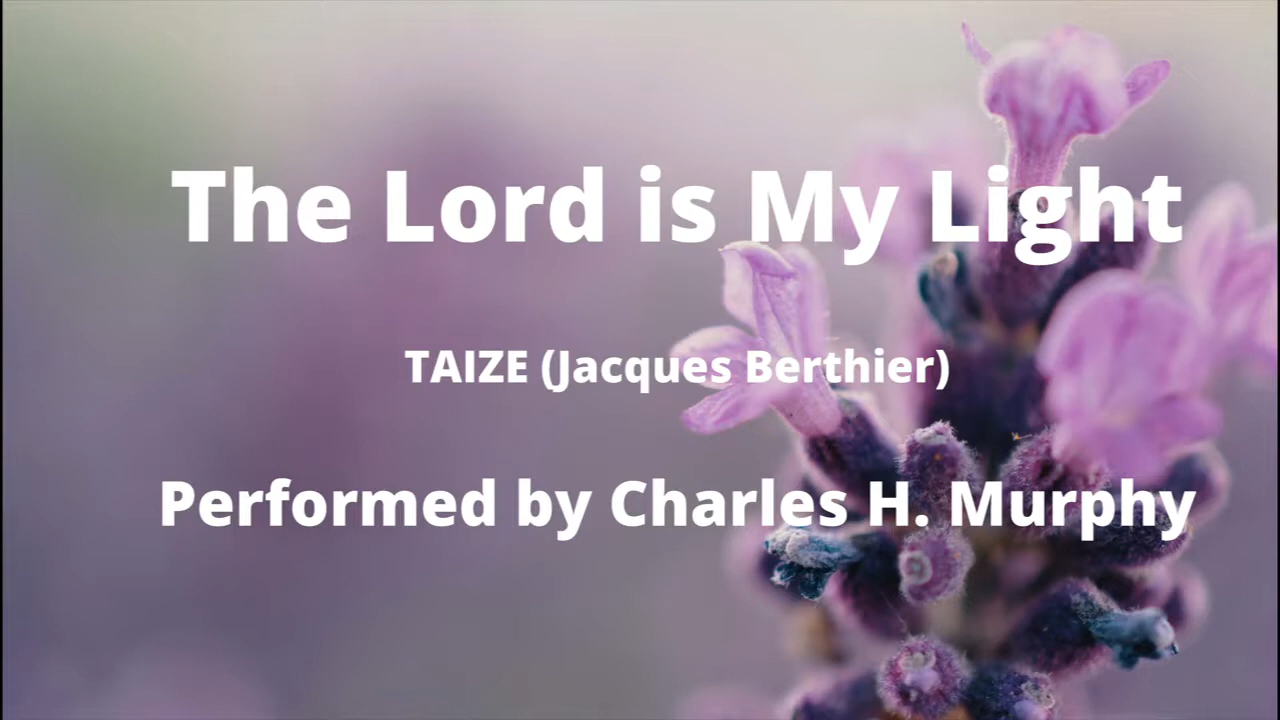 The Lord is My Light
TAIZE (Jacques Berthier)
Performed by Charles H. Murphy